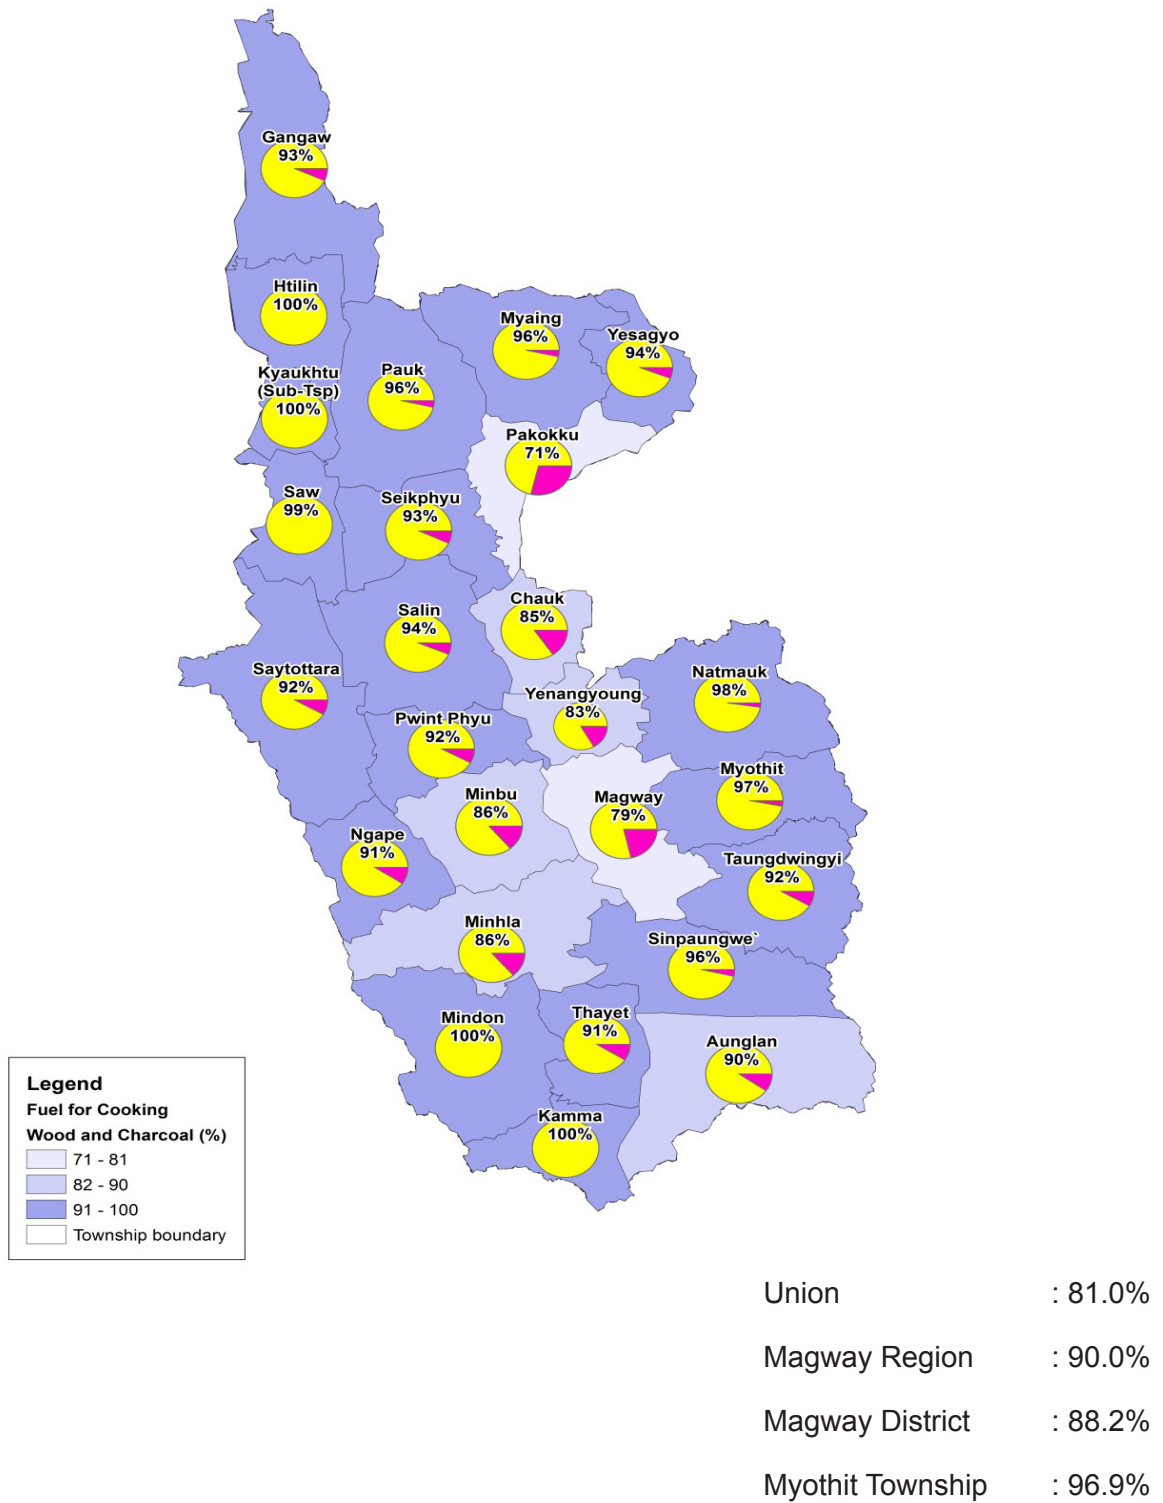 Gangaw
93%
Htilin
100%
Myaing
96%
Yesagyo
94%
Kyaukhtu
(Sub-Tsp)
100%
Pauk
96%
Pakokku
71%
Saw
99%
Seikphyu
93%
Chauk
85%
Salin
94%
Saytottara
92%
Natmauk
98%
Yenangyoung
83%
Pwint Phyu
92%
Myothit
97%
Minbu
86%
Magway
79%
Ngape
91%
Taungdwingyi
92%
Minhla
86%
Sinpaungwe`
96%
Mindon
100%
Thayet
91%
Aunglan
90%
Kamma
100%
Legend
Fuel for Cooking
Wood and Charcoal (%)
71 - 81
82 - 90
91 - 100
Township boundary
Union : 81.0%
Magway Region : 90.0%
Magway District : 88.2%
Myothit Township : 96.9%